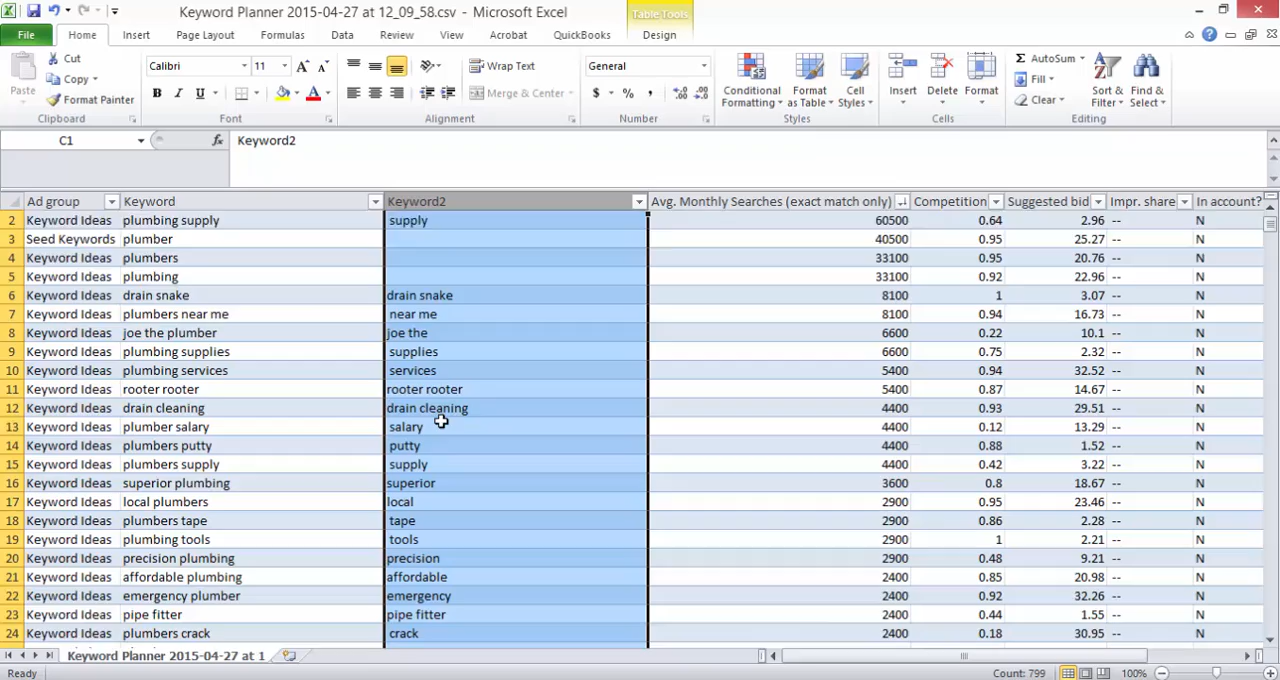 Keyword Planner 2015-04-27 at 12_09_58.csv - Microsoft Excel
Table Tools
File Home Insert Page Layout Formulas Data Review View Acrobat QuickBooks Design
Paste Cut Calibri 11 Wrap Text General Conditional Formatting Format as Table Cell Styles Insert Delete Format AutoSum Sort & Filter Find & Select
Copy Fill
Format Painter B I U Merge & Center $ % , Clear
Clipboard Font Alignment Number Styles Cells Editing
C1 fx Keyword2
Ad group Keyword Keyword2 Avg. Monthly Searches (exact match only) Competition Suggested bid Impr. share In account?
2 Keyword Ideas plumbing supply supply 60500 0.64 2.96 -- N
3 Seed Keywords plumber 40500 0.95 25.27 -- N
4 Keyword Ideas plumbers 33100 0.95 20.76 -- N
5 Keyword Ideas plumbing 33100 0.92 22.96 -- N
6 Keyword Ideas drain snake drain snake 8100 1 3.07 -- N
7 Keyword Ideas plumbers near me near me 8100 0.94 16.73 -- N
8 Keyword Ideas joe the plumber joe the 6600 0.22 10.1 -- N
9 Keyword Ideas plumbing supplies supplies 6600 0.75 2.32 -- N
10 Keyword Ideas plumbing services services 5400 0.94 32.52 -- N
11 Keyword Ideas rooter rooter rooter rooter 5400 0.87 14.67 -- N
12 Keyword Ideas drain cleaning drain cleaning 4400 0.93 29.51 -- N
13 Keyword Ideas plumber salary salary 4400 0.12 13.29 -- N
14 Keyword Ideas plumbers putty putty 4400 0.88 1.52 -- N
15 Keyword Ideas plumbers supply supply 4400 0.42 3.22 -- N
16 Keyword Ideas superior plumbing superior 3600 0.8 18.67 -- N
17 Keyword Ideas local plumbers local 2900 0.95 23.46 -- N
18 Keyword Ideas plumbers tape tape 2900 0.86 2.28 -- N
19 Keyword Ideas plumbing tools tools 2900 1 2.21 -- N
20 Keyword Ideas precision plumbing precision 2900 0.48 9.21 -- N
21 Keyword Ideas affordable plumbing affordable 2400 0.85 20.98 -- N
22 Keyword Ideas emergency plumber emergency 2400 0.92 32.26 -- N
23 Keyword Ideas pipe fitter pipe fitter 2400 0.44 1.55 -- N
24 Keyword Ideas plumbers crack crack 2400 0.18 30.95 -- N
Keyword Planner 2015-04-27 at 1
Ready Count: 799 100%